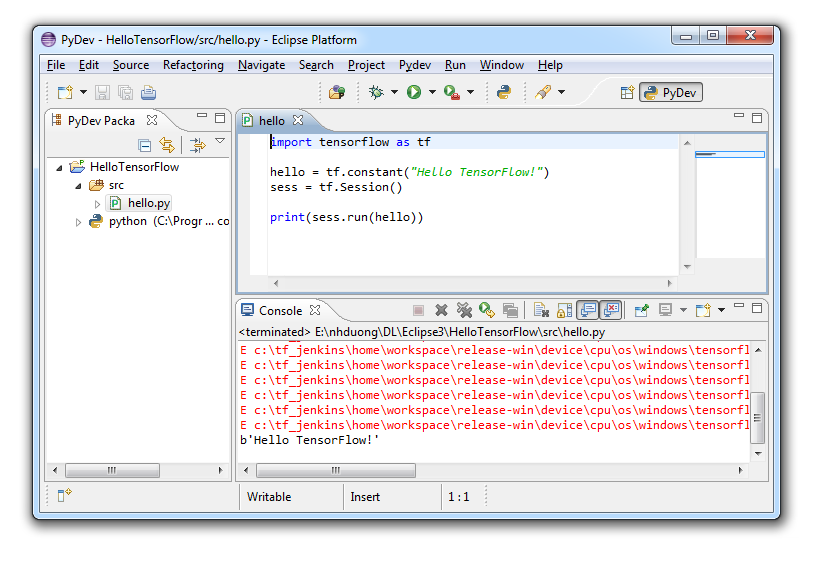 PyDev - HelloTensorFlow/src/hello.py - Eclipse Platform
File Edit Source Refactoring Navigate Search Project Pydev Run Window Help
PyDev
PyDev Packa
HelloTensorFlow
src
hello.py
python (C:\Progr ... co
hello
import tensorflow as tf
hello = tf.constant("Hello TensorFlow!")
sess = tf.Session()
print(sess.run(hello))
Console
<terminated> E:\nhduong\DL\Eclipse3\HelloTensorFlow\src\hello.py
E c:\tf_jenkins\home\workspace\release-win\device\cpu\os\windows\tensorfl
E c:\tf_jenkins\home\workspace\release-win\device\cpu\os\windows\tensorfl
E c:\tf_jenkins\home\workspace\release-win\device\cpu\os\windows\tensorfl
E c:\tf_jenkins\home\workspace\release-win\device\cpu\os\windows\tensorfl
E c:\tf_jenkins\home\workspace\release-win\device\cpu\os\windows\tensorfl
E c:\tf_jenkins\home\workspace\release-win\device\cpu\os\windows\tensorfl
b'Hello TensorFlow!'
Writable Insert 1 : 1